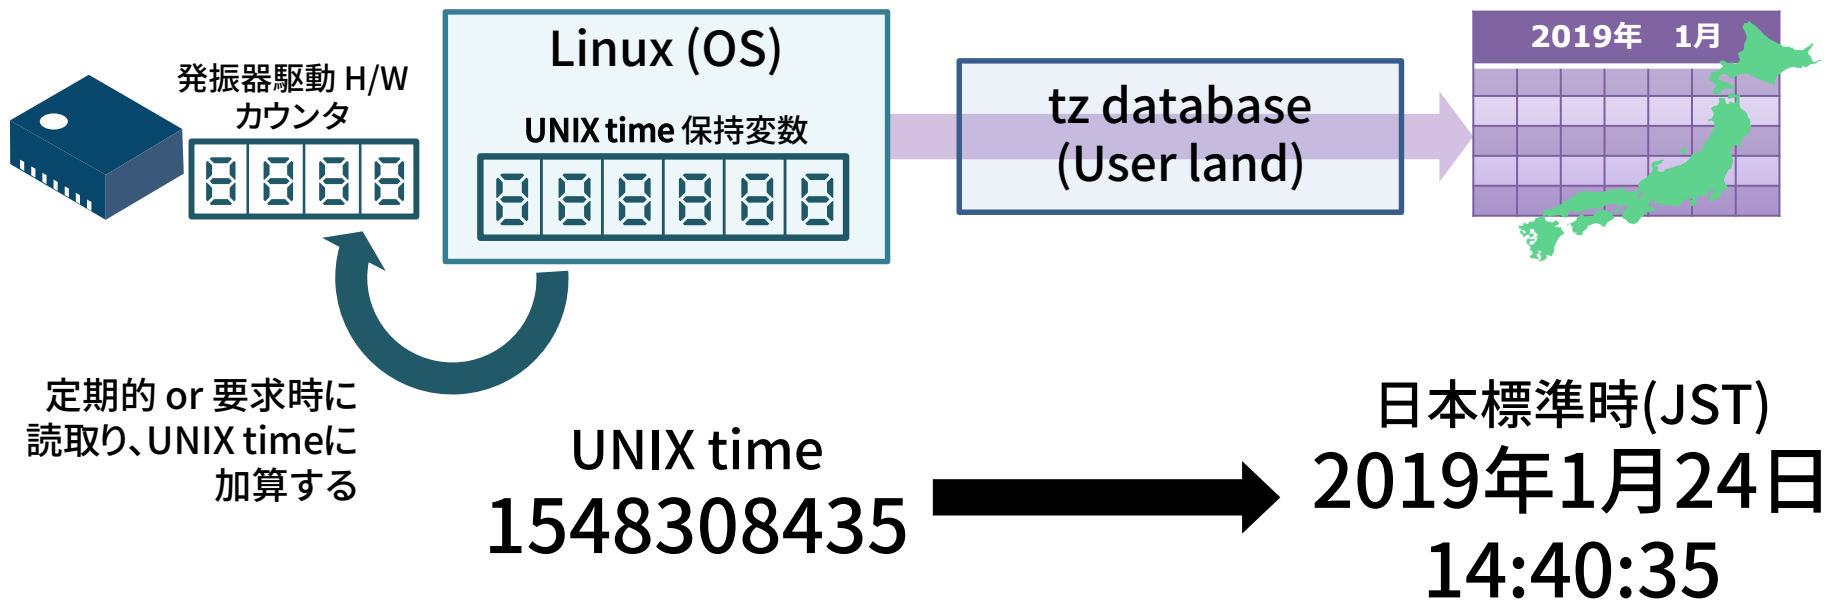 発振器駆動 H/W
カウンタ
8888
Linux (OS)
UNIX time 保持変数
888888
tz database
(User land)
2019年 1月
定期的 or 要求時に
読取り、UNIX timeに
加算する
UNIX time
1548308435
日本標準時(JST)
2019年1月24日
14:40:35